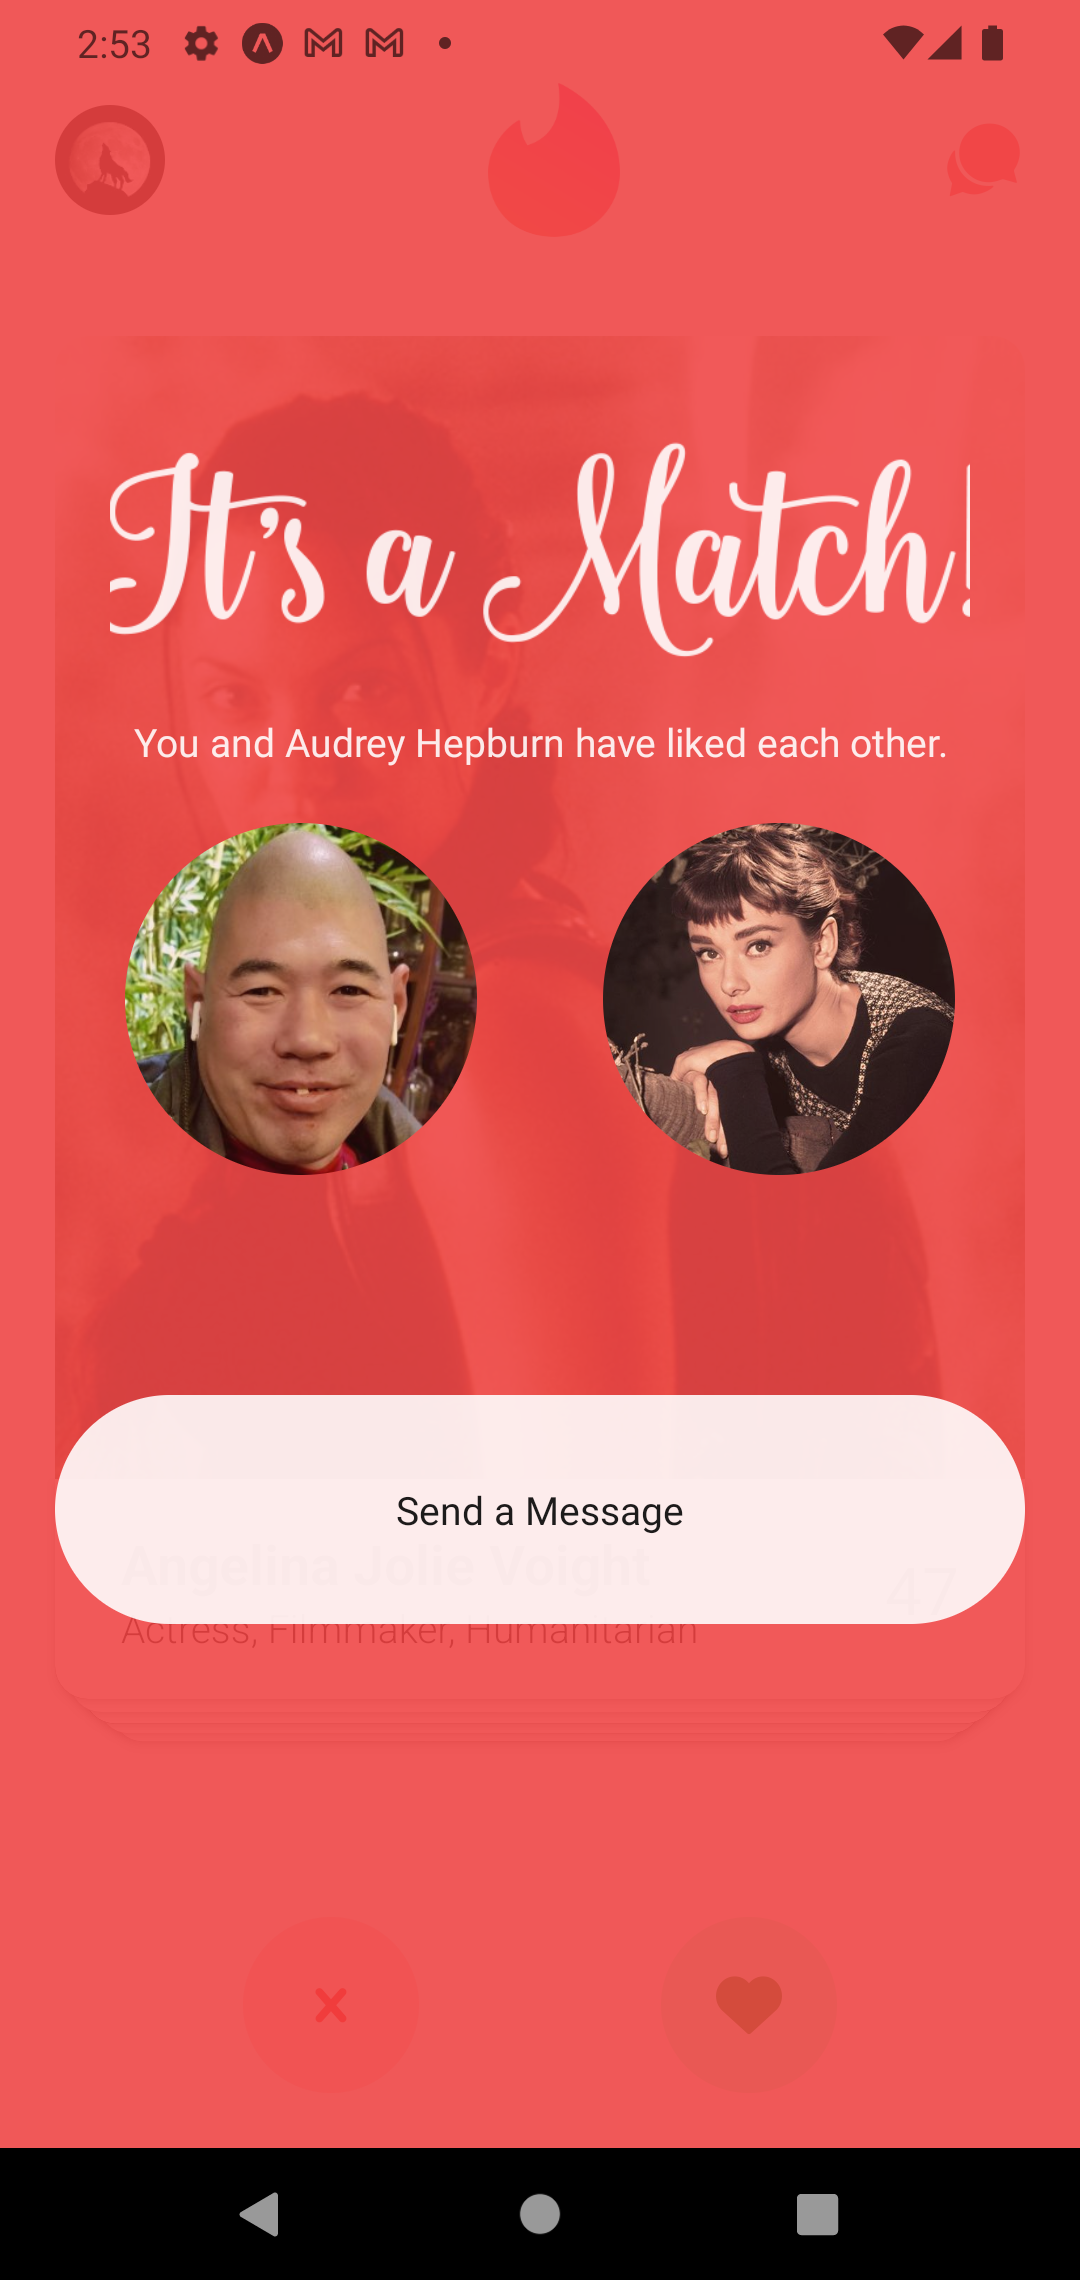 2:53
It's a Match!
You and Audrey Hepburn have liked each other.
Send a Message
Angelina Jolie Voight
47
Actress, Filmmaker, Humanitarian